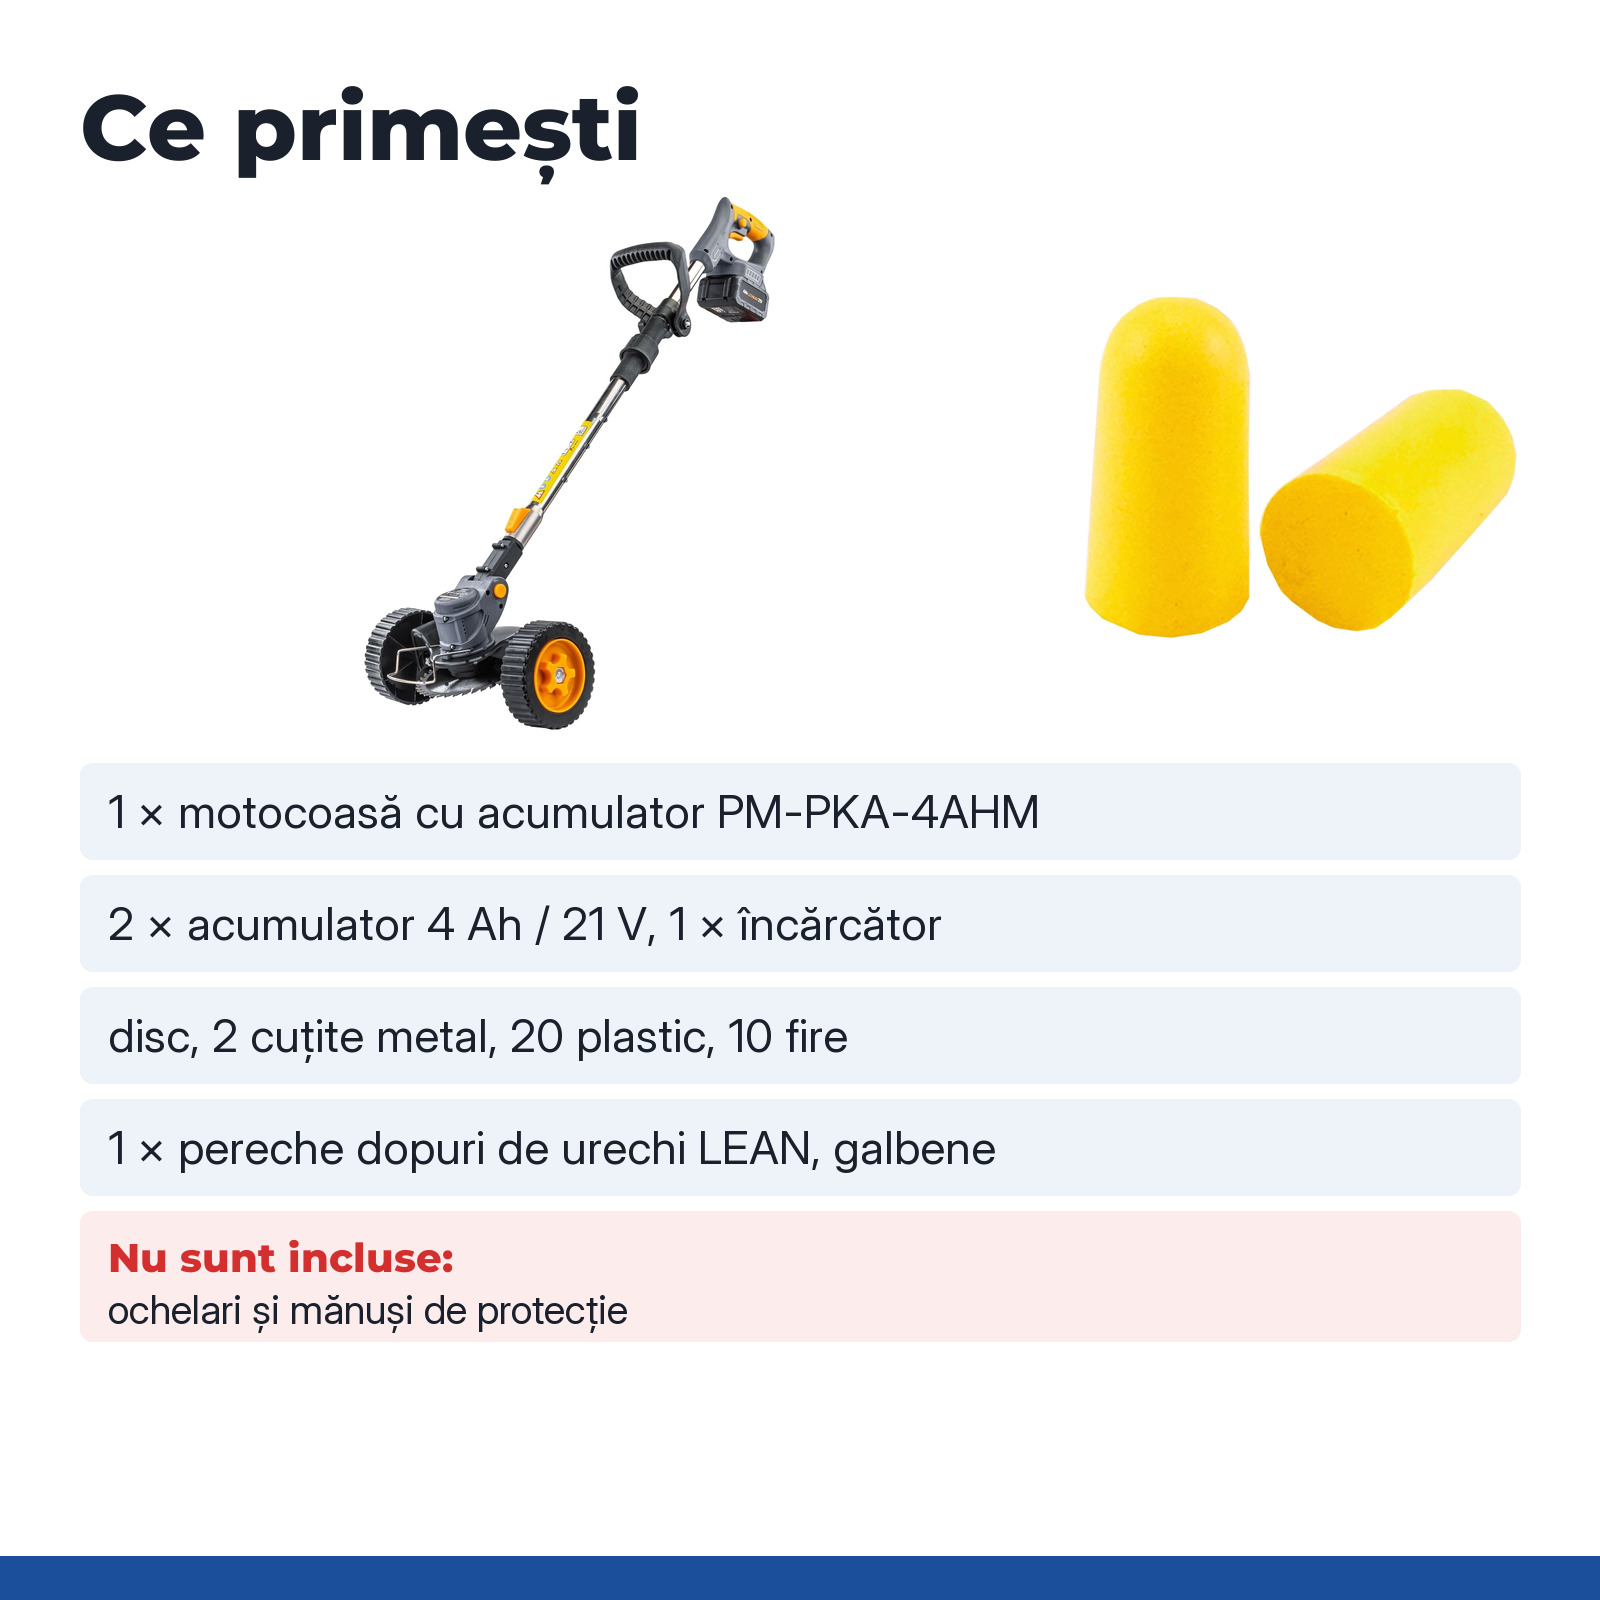 Ce primești
1 × motocoasă cu acumulator PM-PKA-4AHM
2 × acumulator 4 Ah / 21 V, 1 × încărcător
disc, 2 cuțite metal, 20 plastic, 10 fire
1 × pereche dopuri de urechi LEAN, galbene
Nu sunt incluse:
ochelari și mănuși de protecție